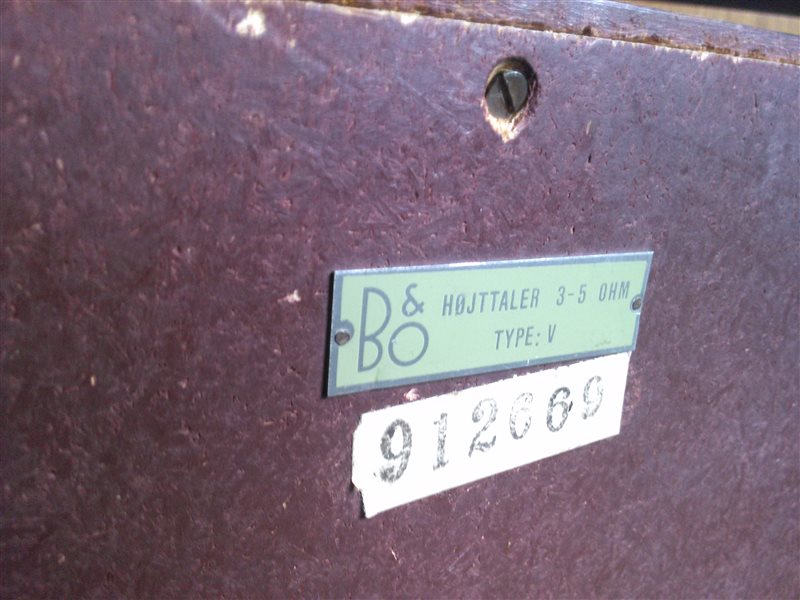 B&O HØJTTALER 3-5 OHM
TYPE: V
912669